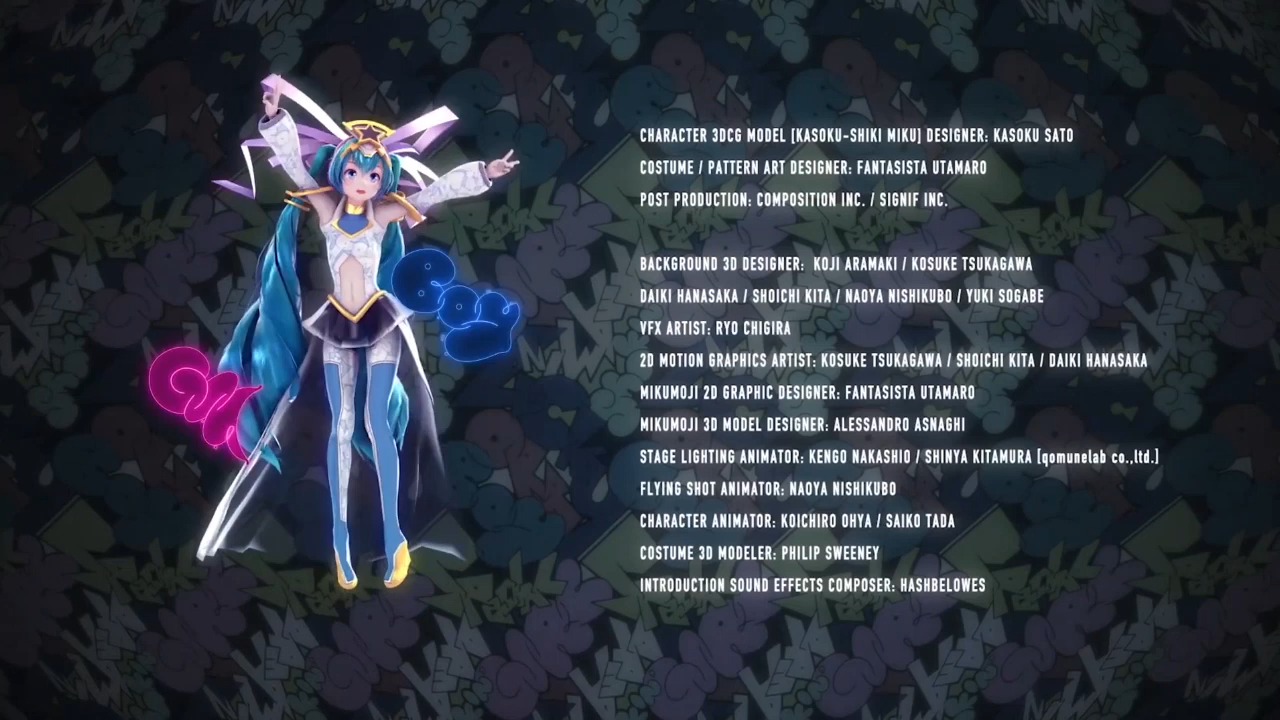 CHARACTER 3DCG MODEL [KASOKU-SHIKI MIKU] DESIGNER: KASOKU SATO
COSTUME / PATTERN ART DESIGNER: FANTASISTA UTAMARO
POST PRODUCTION: COMPOSITION INC. / SIGNIF INC.
BACKGROUND 3D DESIGNER: KOJI ARAMAKI / KOSUKE TSUKAGAWA
DAIKI HANASAKA / SHOICHI KITA / NAOYA NISHIKUBO / YUKI SOGABE
VFX ARTIST: RYO CHIGIRA
2D MOTION GRAPHICS ARTIST: KOSUKE TSUKAGAWA / SHOICHI KITA / DAIKI HANASAKA
MIKUMOJI 2D GRAPHIC DESIGNER: FANTASISTA UTAMARO
MIKUMOJI 3D MODEL DESIGNER: ALESSANDRO ASNAGHI
STAGE LIGHTING ANIMATOR: KENGO NAKASHIO / SHINYA KITAMURA [qomunelab co.,ltd.]
FLYING SHOT ANIMATOR: NAOYA NISHIKUBO
CHARACTER ANIMATOR: KOICHIRO OHYA / SAIKO TADA
COSTUME 3D MODELER: PHILIP SWEENEY
INTRODUCTION SOUND EFFECTS COMPOSER: HASHBELOWES